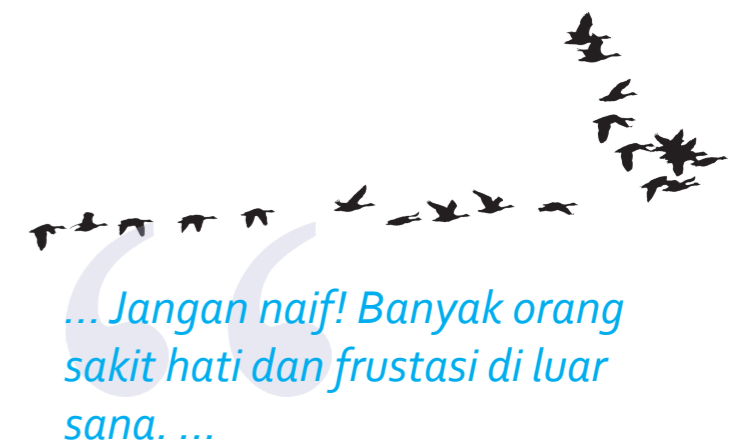 ... Jangan naif! Banyak orang
sakit hati dan frustasi di luar
sana. ...